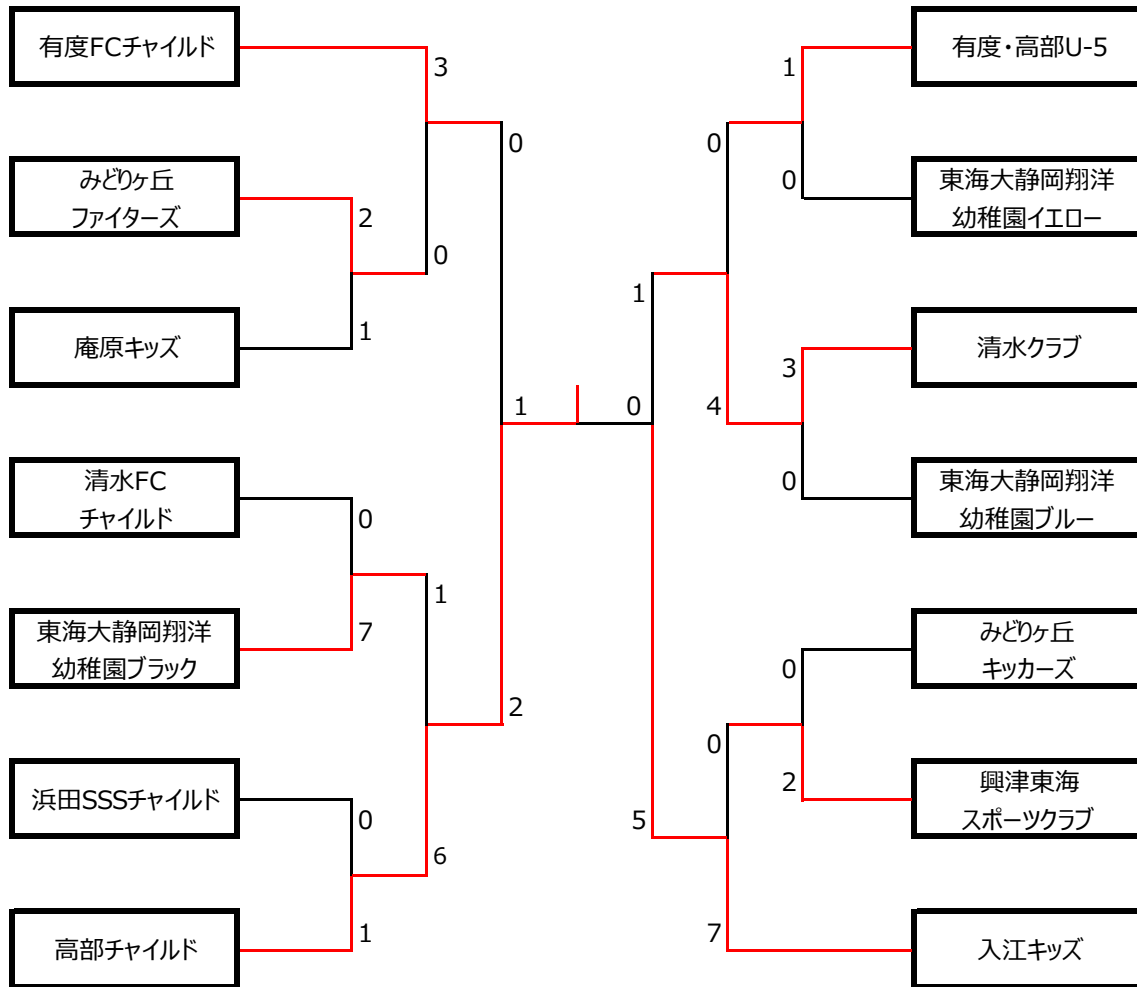 有度FCチャイルド
3
0
みどりヶ丘
ファイターズ
2
0
庵原キッズ
1
1
清水FC
チャイルド
0
1
東海大静岡翔洋
幼稚園ブラック
7
2
浜田SSSチャイルド
0
6
高部チャイルド
1
有度・高部U-5
1
0
東海大静岡翔洋
幼稚園イエロー
0
1
清水クラブ
3
4
0
東海大静岡翔洋
幼稚園ブルー
0
みどりヶ丘
キッカーズ
0
0
興津東海
スポーツクラブ
2
5
入江キッズ
7